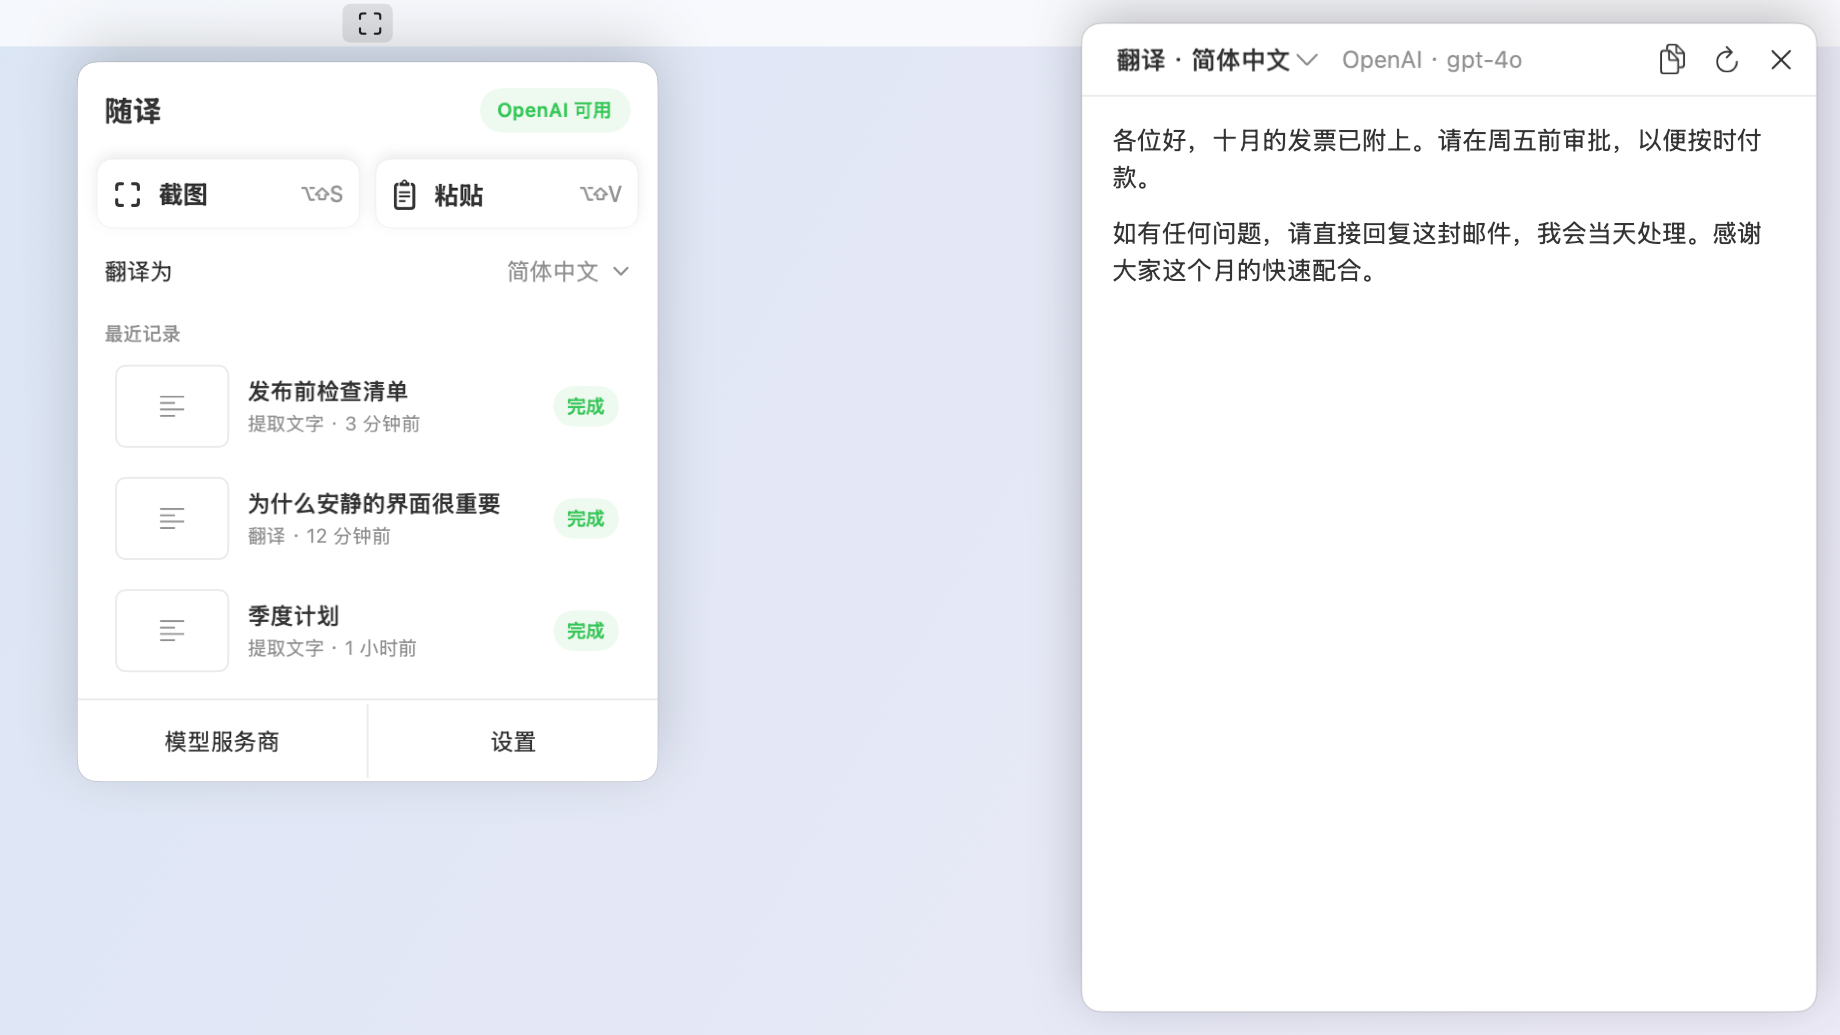 随译
OpenAI 可用
截图 ⌥⇧S
粘贴 ⌥⇧V
翻译为
简体中文
最近记录
发布前检查清单
提取文字 · 3 分钟前
完成
为什么安静的界面很重要
翻译 · 12 分钟前
完成
季度计划
提取文字 · 1 小时前
完成
模型服务商
设置
翻译 · 简体中文
OpenAI · gpt-4o
各位好，十月的发票已附上。请在周五前审批，以便按时付
款。
如有任何问题，请直接回复这封邮件，我会当天处理。感谢
大家这个月的快速配合。